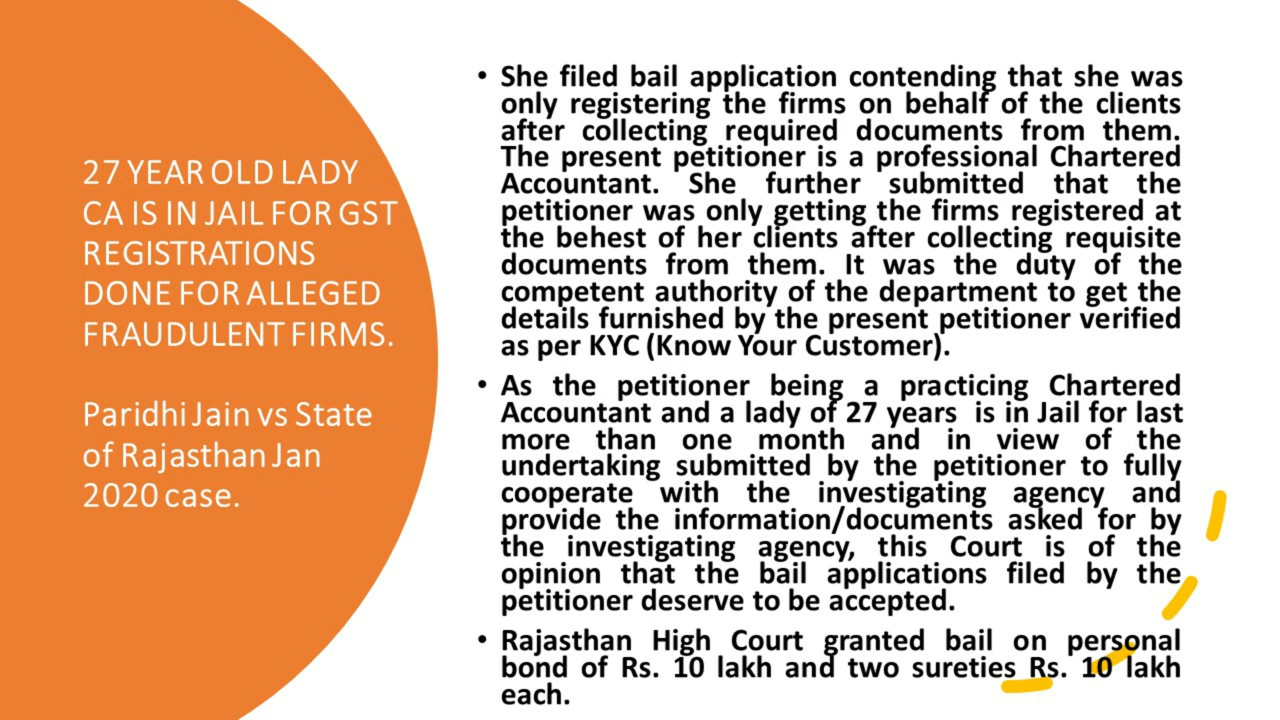 27 YEAR OLD LADY
CA IS IN JAIL FOR GST
REGISTRATIONS
DONE FOR ALLEGED
FRAUDULENT FIRMS.
Paridhi Jain vs State
of Rajasthan Jan
2020 case.
• She filed bail application contending that she was
only registering the firms on behalf of the clients
after collecting required documents from them.
The present petitioner is a professional Chartered
Accountant. She further submitted that the
petitioner was only getting the firms registered at
the behest of her clients after collecting requisite
documents from them. It was the duty of the
competent authority of the department to get the
details furnished by the present petitioner verified
as per KYC (Know Your Customer).
• As the petitioner being a practicing Chartered
Accountant and a lady of 27 years is in Jail for last
more than one month and in view of the
undertaking submitted by the petitioner to fully
cooperate with the investigating agency and
provide the information/documents asked for by
the investigating agency, this Court is of the
opinion that the bail applications filed by the
petitioner deserve to be accepted.
• Rajasthan High Court granted bail on personal
bond of Rs. 10 lakh and two sureties Rs. 10 lakh
each.